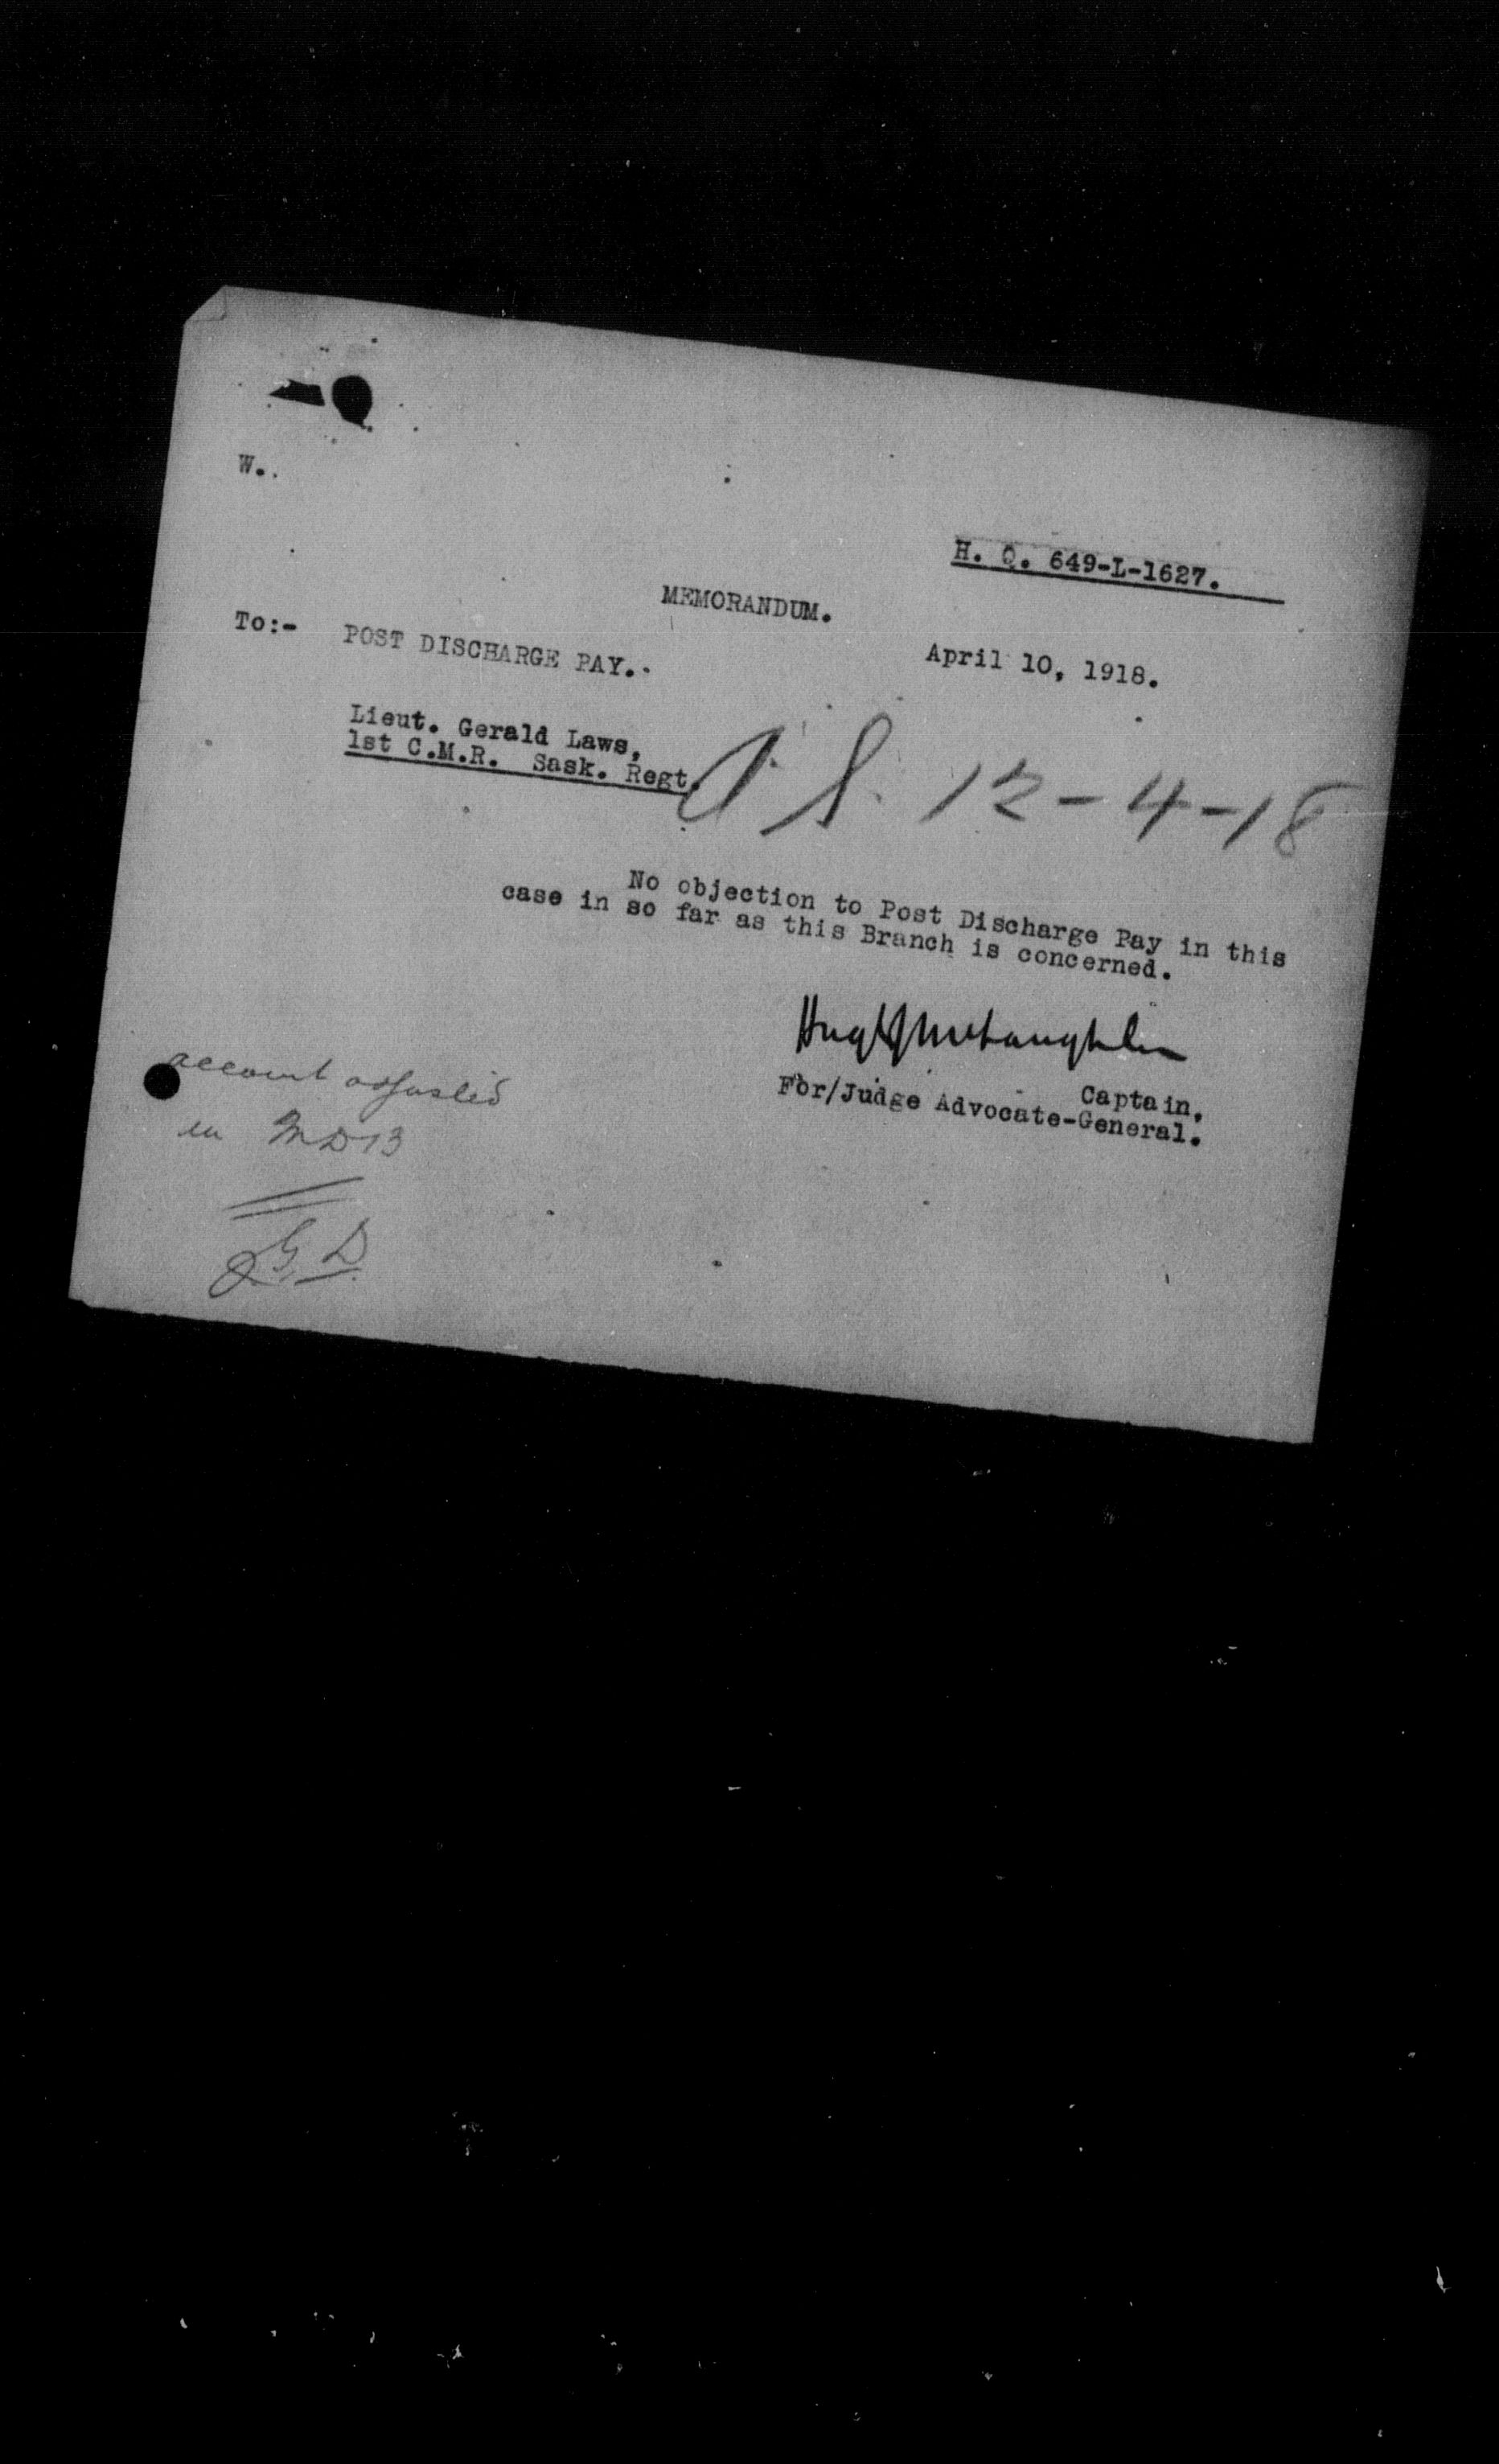 W..
H. Q. 649-L-1627.
MEMORANDUM.
To:- POST DISCHARGE PAY.
April 10, 1918.
Lieut. Gerald Laws,
1st C.M.R. Sask. Regt.
12-4-18
No objection to Post Discharge Pay in this
case in so far as this Branch is concerned.
Captain,
For/Judge Advocate-General.
account adjusted
in MD13